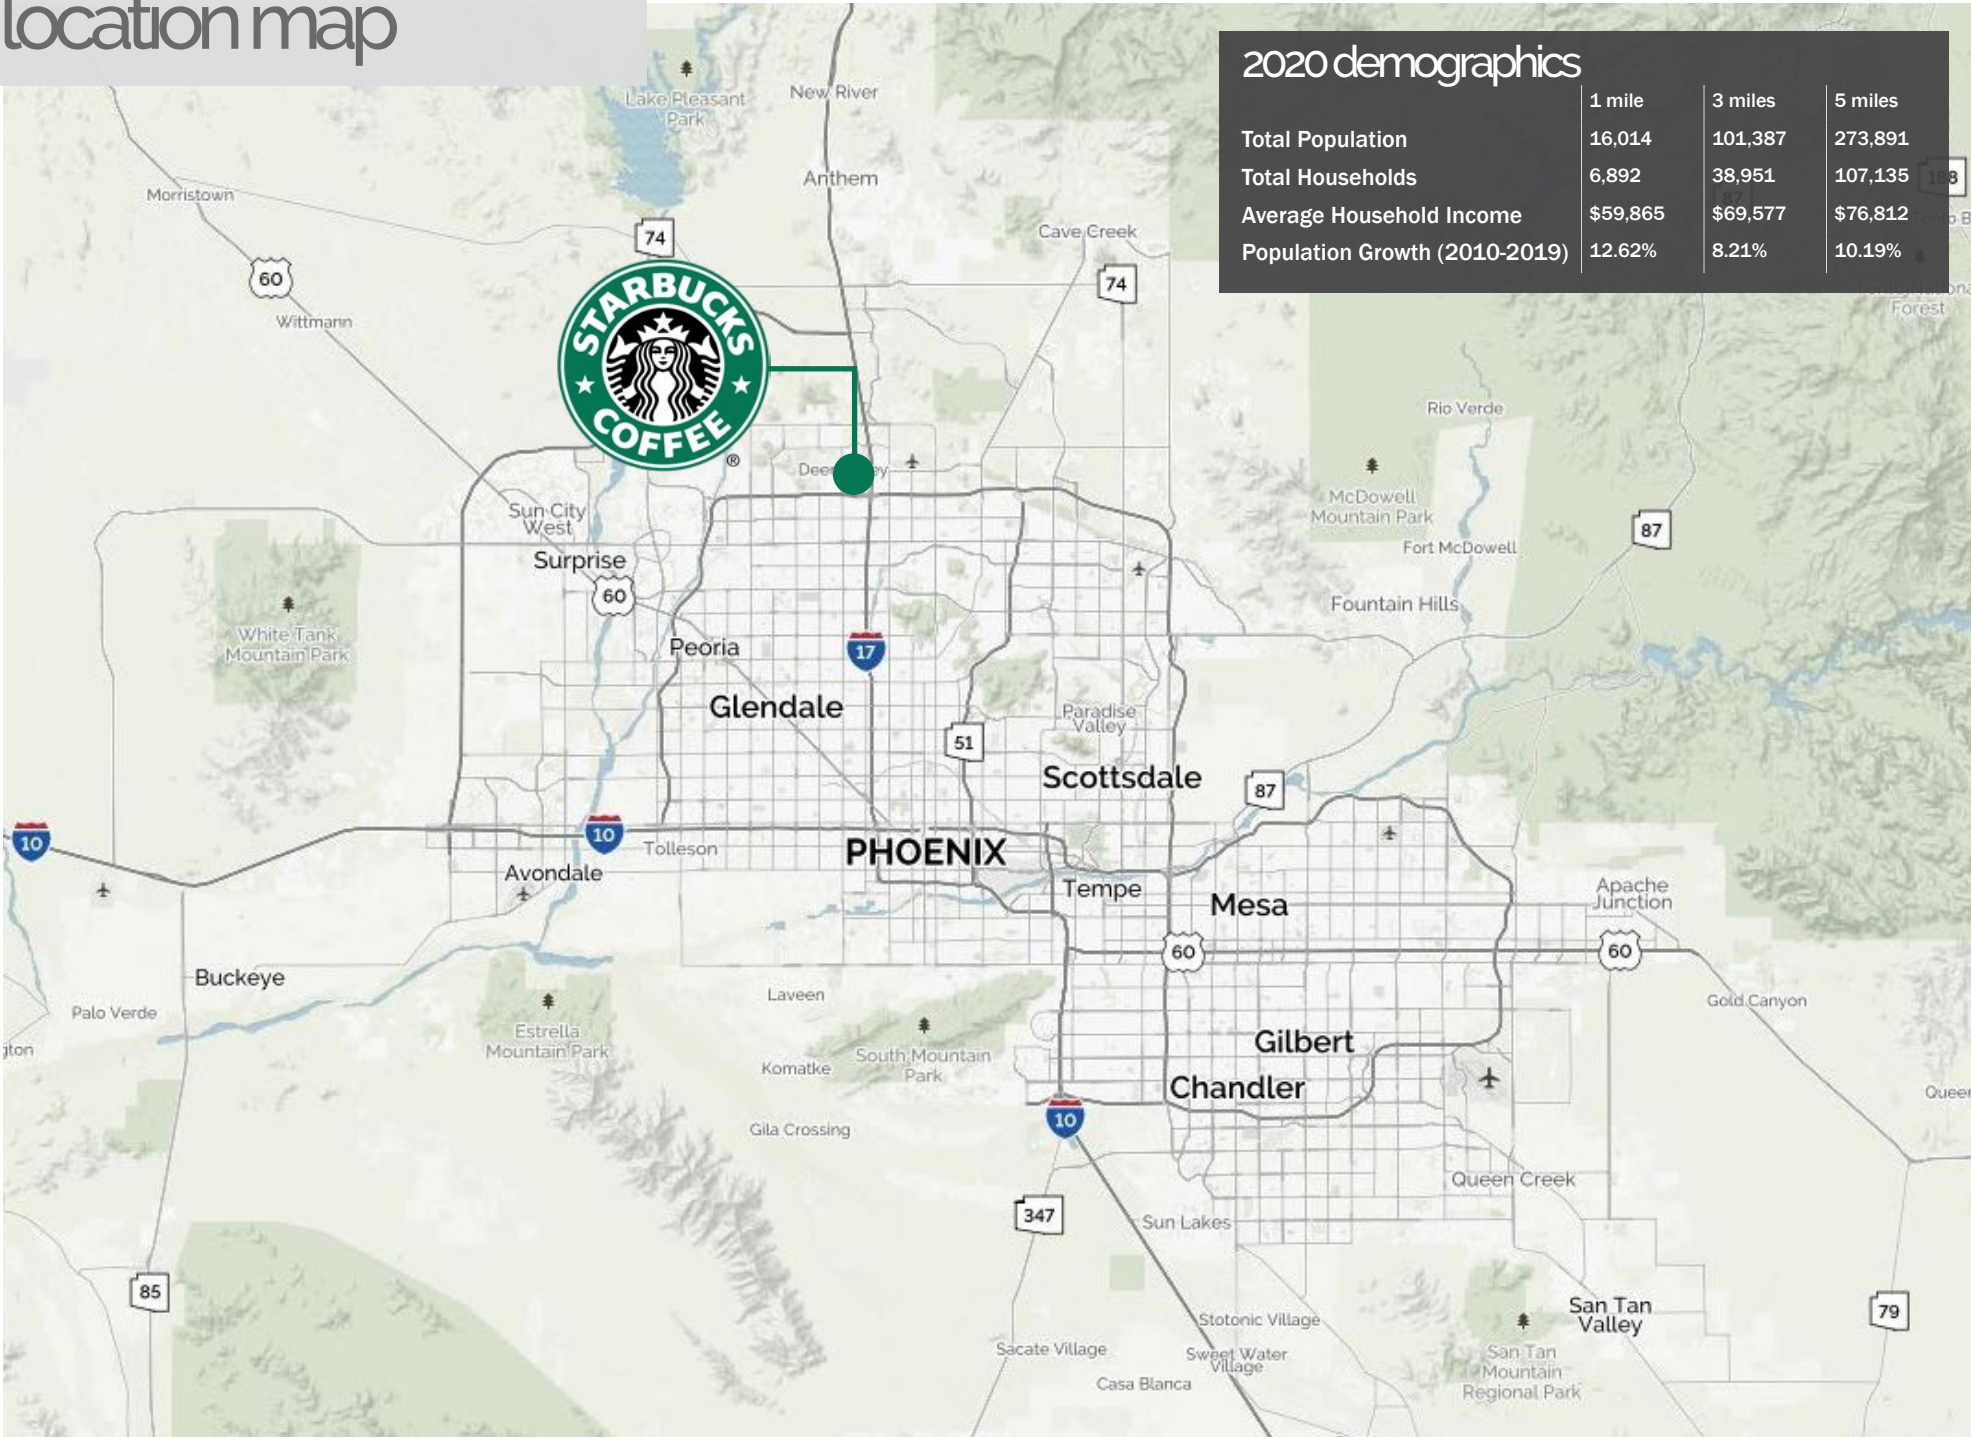 location map
2020 demographics
1 mile 3 miles 5 miles
Total Population 16,014 101,387 273,891
Total Households 6,892 38,951 107,135
Average Household Income $59,865 $69,577 $76,812
Population Growth (2010-2019) 12.62% 8.21% 10.19%
188
87
Forest
Lake Pleasant
Park
New River
Anthem
Morristown
74
Cave Creek
74
60
Wittmann
STARBUCKS
COFFEE
®
Rio Verde
McDowell
Mountain Park
87
Fort McDowell
Sun City
West
Surprise
60
Fountain Hills
White Tank
Mountain Park
Peoria
17
Glendale
Paradise
Valley
51
Scottsdale
87
10
10
Tolleson
PHOENIX
Avondale
Tempe
Mesa
Apache
Junction
60
60
Buckeye
Palo Verde
Laveen
Gold Canyon
Estrella
Mountain Park
gton
South Mountain
Park
Komatke
Gilbert
Chandler
Queen
10
Gila Crossing
Queen Creek
347
Sun Lakes
85
San Tan
Valley
79
Stotonic Village
Sacate Village
Sweet Water
Village
Casa Blanca
San Tan
Mountain
Regional Park